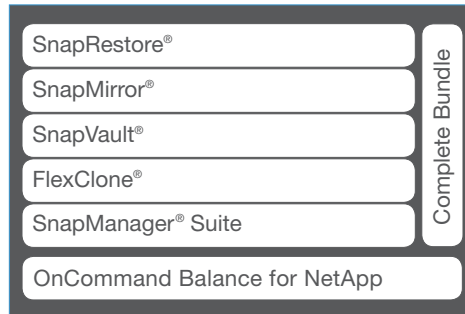 SnapRestore®
SnapMirror®
SnapVault®
FlexClone®
SnapManager® Suite
Complete Bundle
OnCommand Balance for NetApp